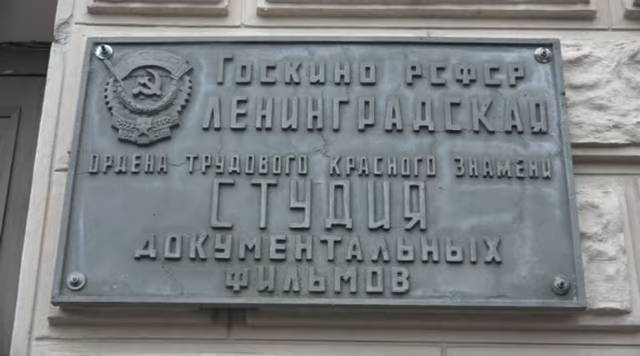 Госкино РСФСР
ЛЕНИНГРАДСКАЯ
ОРДЕНА ТРУДОВОГО КРАСНОГО ЗНАМЕНИ
СТУДИЯ
ДОКУМЕНТАЛЬНЫХ
ФИЛЬМОВ